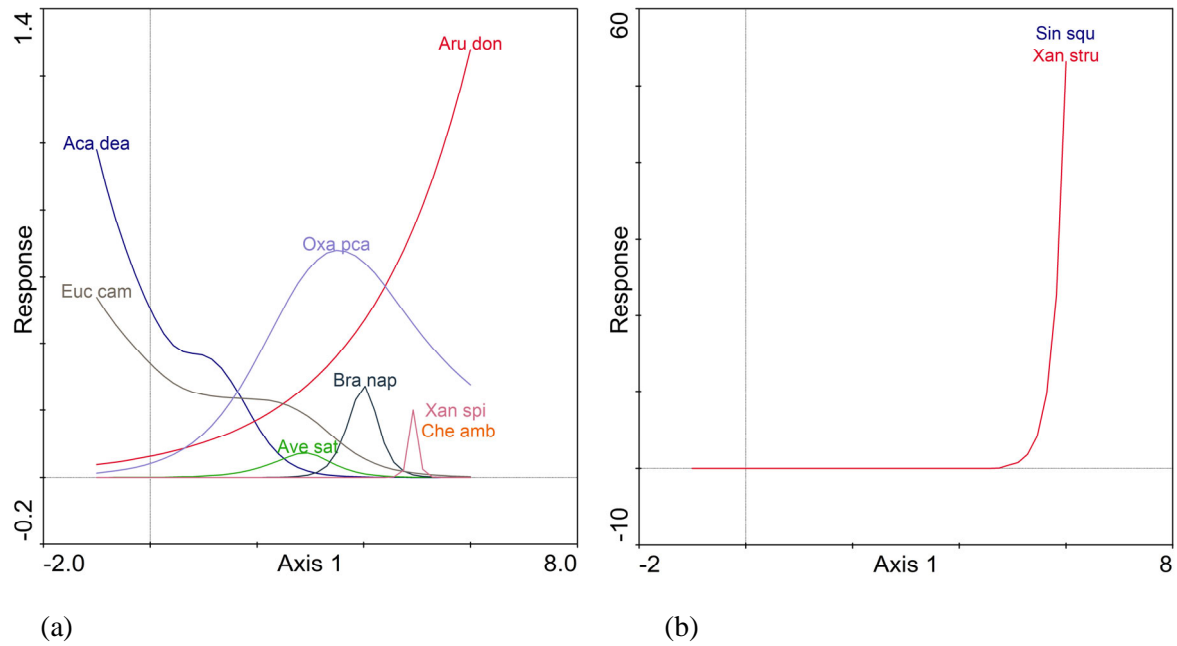 1.4
Response
-0.2
-2.0
Axis 1
8.0
Aru don
Aca dea
Oxa pca
Euc cam
Bra nap
Xan spi
Che amb
Ave sat
(a)
60
Response
-10
-2
Axis 1
8
Sin squ
Xan stru
(b)